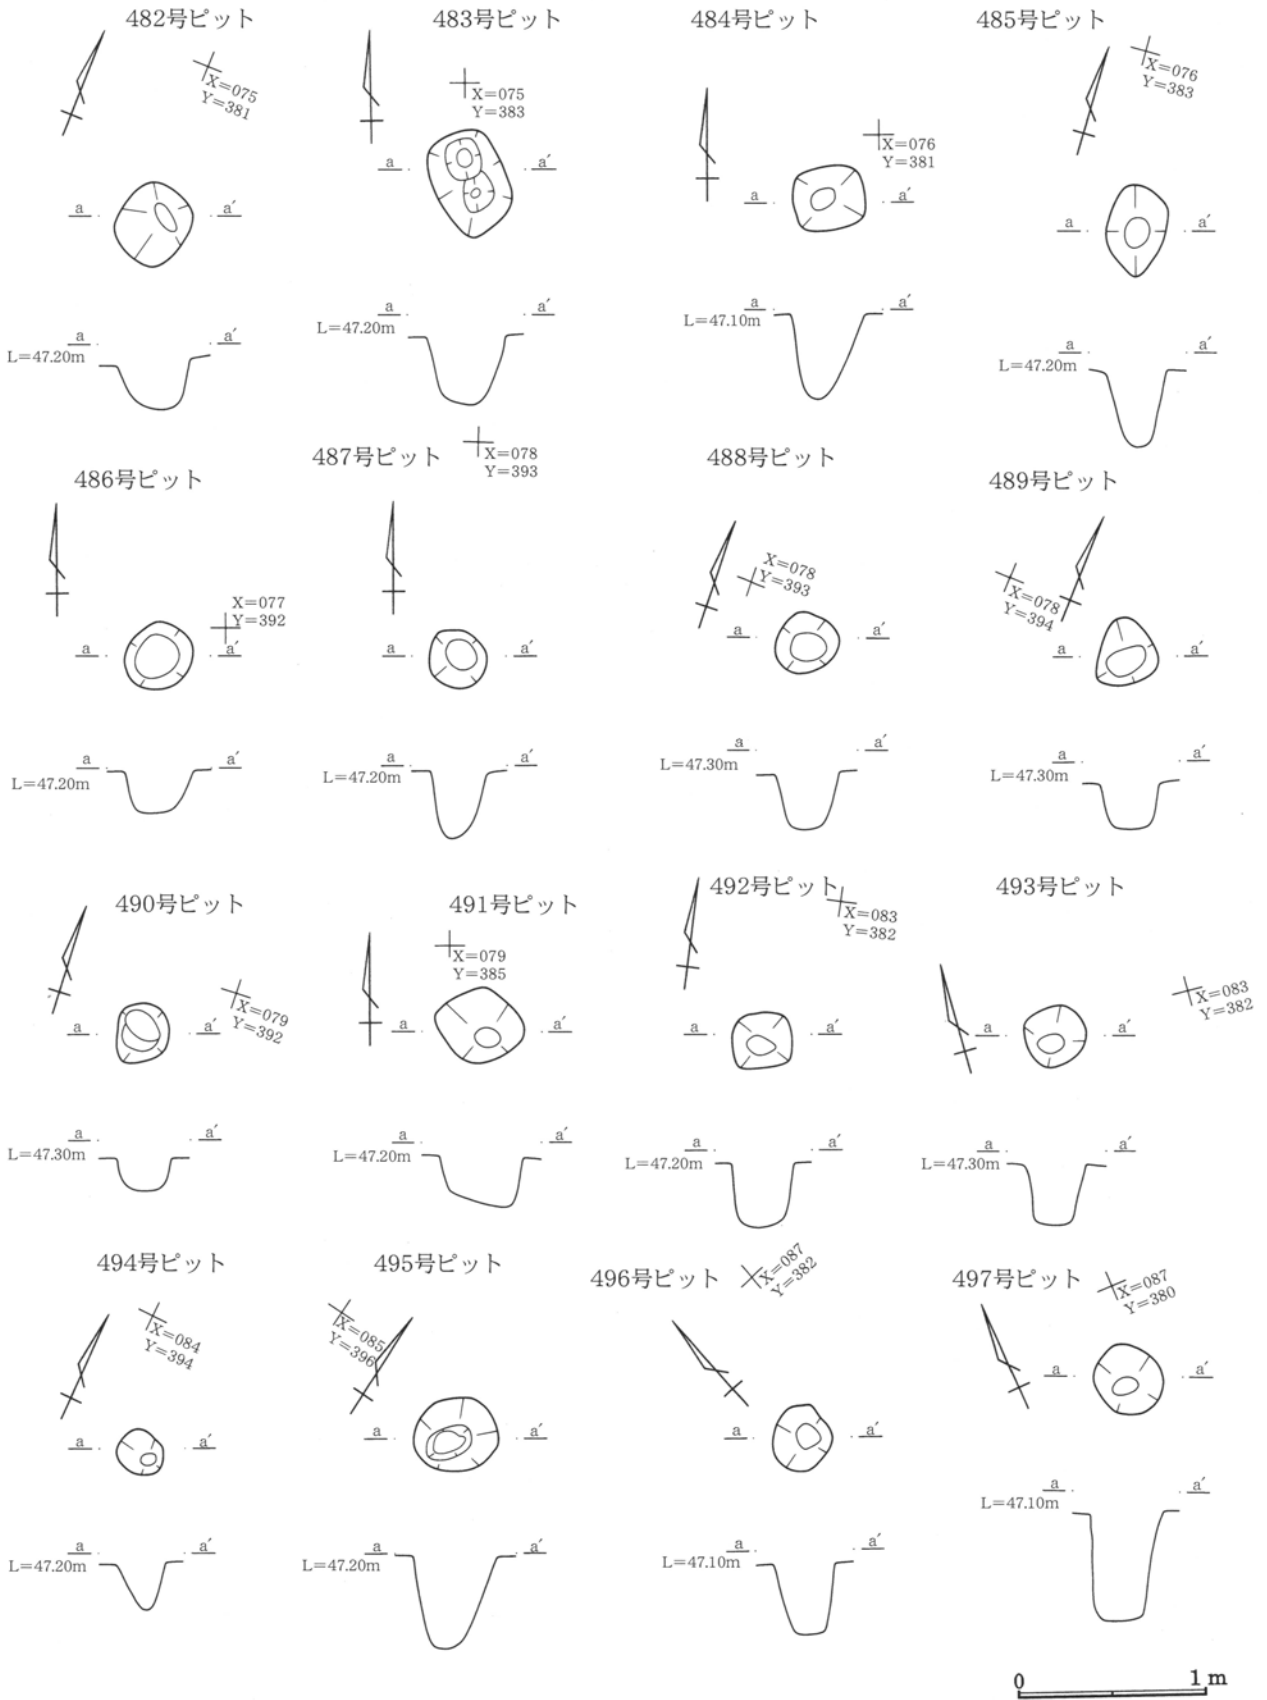 482号ピット
X=075
Y=381
a a′
a a′
L=47.20m
483号ピット
X=075
Y=383
a a′
a a′
L=47.20m
484号ピット
X=076
Y=381
a a′
a a′
L=47.10m
485号ピット
X=076
Y=383
a a′
a a′
L=47.20m
486号ピット
X=077
Y=392
a a′
a a′
L=47.20m
487号ピット
X=078
Y=393
a a′
a a′
L=47.20m
488号ピット
X=078
Y=393
a a′
a a′
L=47.30m
489号ピット
X=078
Y=394
a a′
a a′
L=47.30m
490号ピット
X=079
Y=392
a a′
a a′
L=47.30m
491号ピット
X=079
Y=385
a a′
a a′
L=47.20m
492号ピット
X=083
Y=382
a a′
a a′
L=47.20m
493号ピット
X=083
Y=382
a a′
a a′
L=47.30m
494号ピット
X=084
Y=394
a a′
a a′
L=47.20m
495号ピット
X=085
Y=396
a a′
a a′
L=47.20m
496号ピット
X=087
Y=382
a a′
a a′
L=47.10m
497号ピット
X=087
Y=380
a a′
a a′
L=47.10m
0 1 m